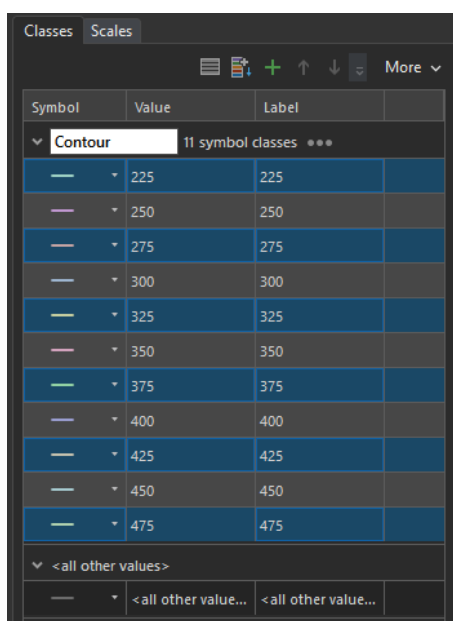 Classes Scales
More
Symbol Value Label
Contour 11 symbol classes
225 225
250 250
275 275
300 300
325 325
350 350
375 375
400 400
425 425
450 450
475 475
<all other values>
<all other value... <all other value...